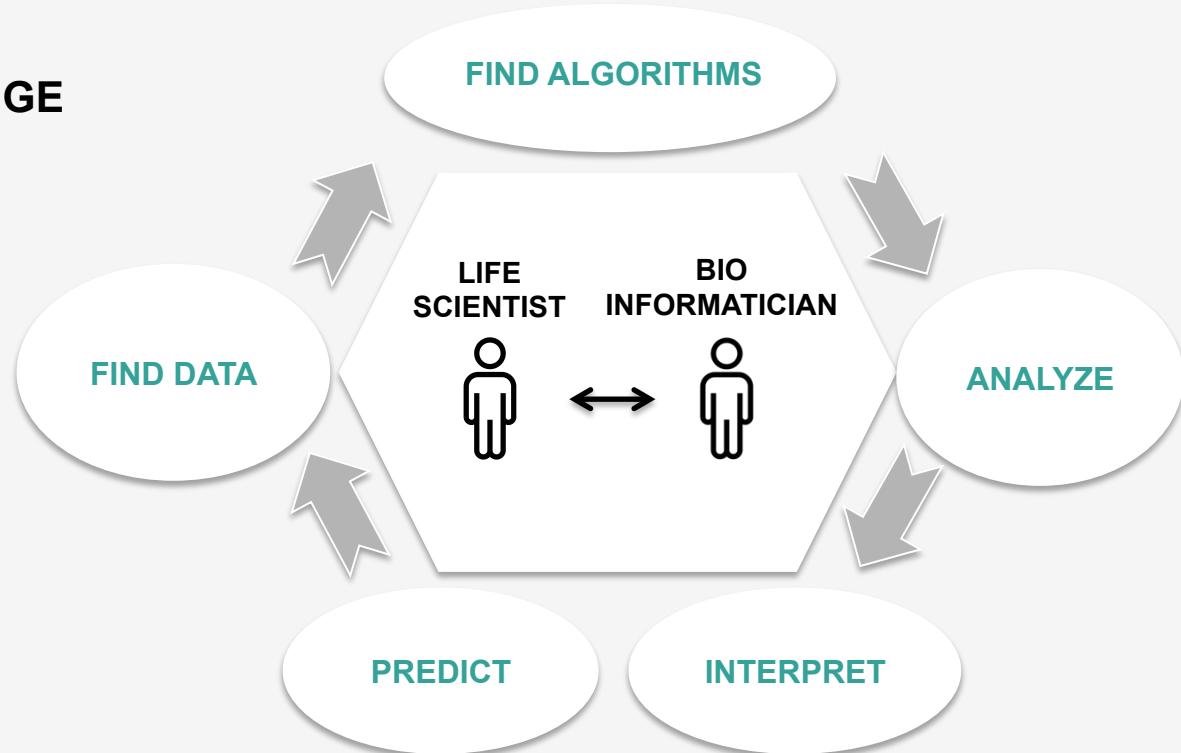 FIND ALGORITHMS
GE
LIFE
SCIENTIST
BIO
INFORMATICIAN
FIND DATA
ANALYZE
PREDICT
INTERPRET